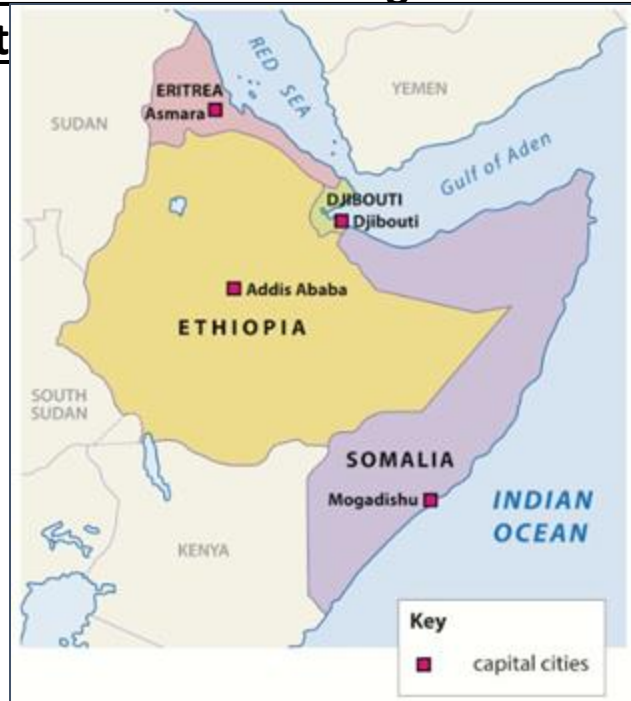 t
g
RED SEA
ERITREA
Asmara
YEMEN
SUDAN
Gulf of Aden
DJIBOUTI
Djibouti
Addis Ababa
ETHIOPIA
SOUTH
SUDAN
SOMALIA
Mogadishu
INDIAN
OCEAN
KENYA
Key
capital cities